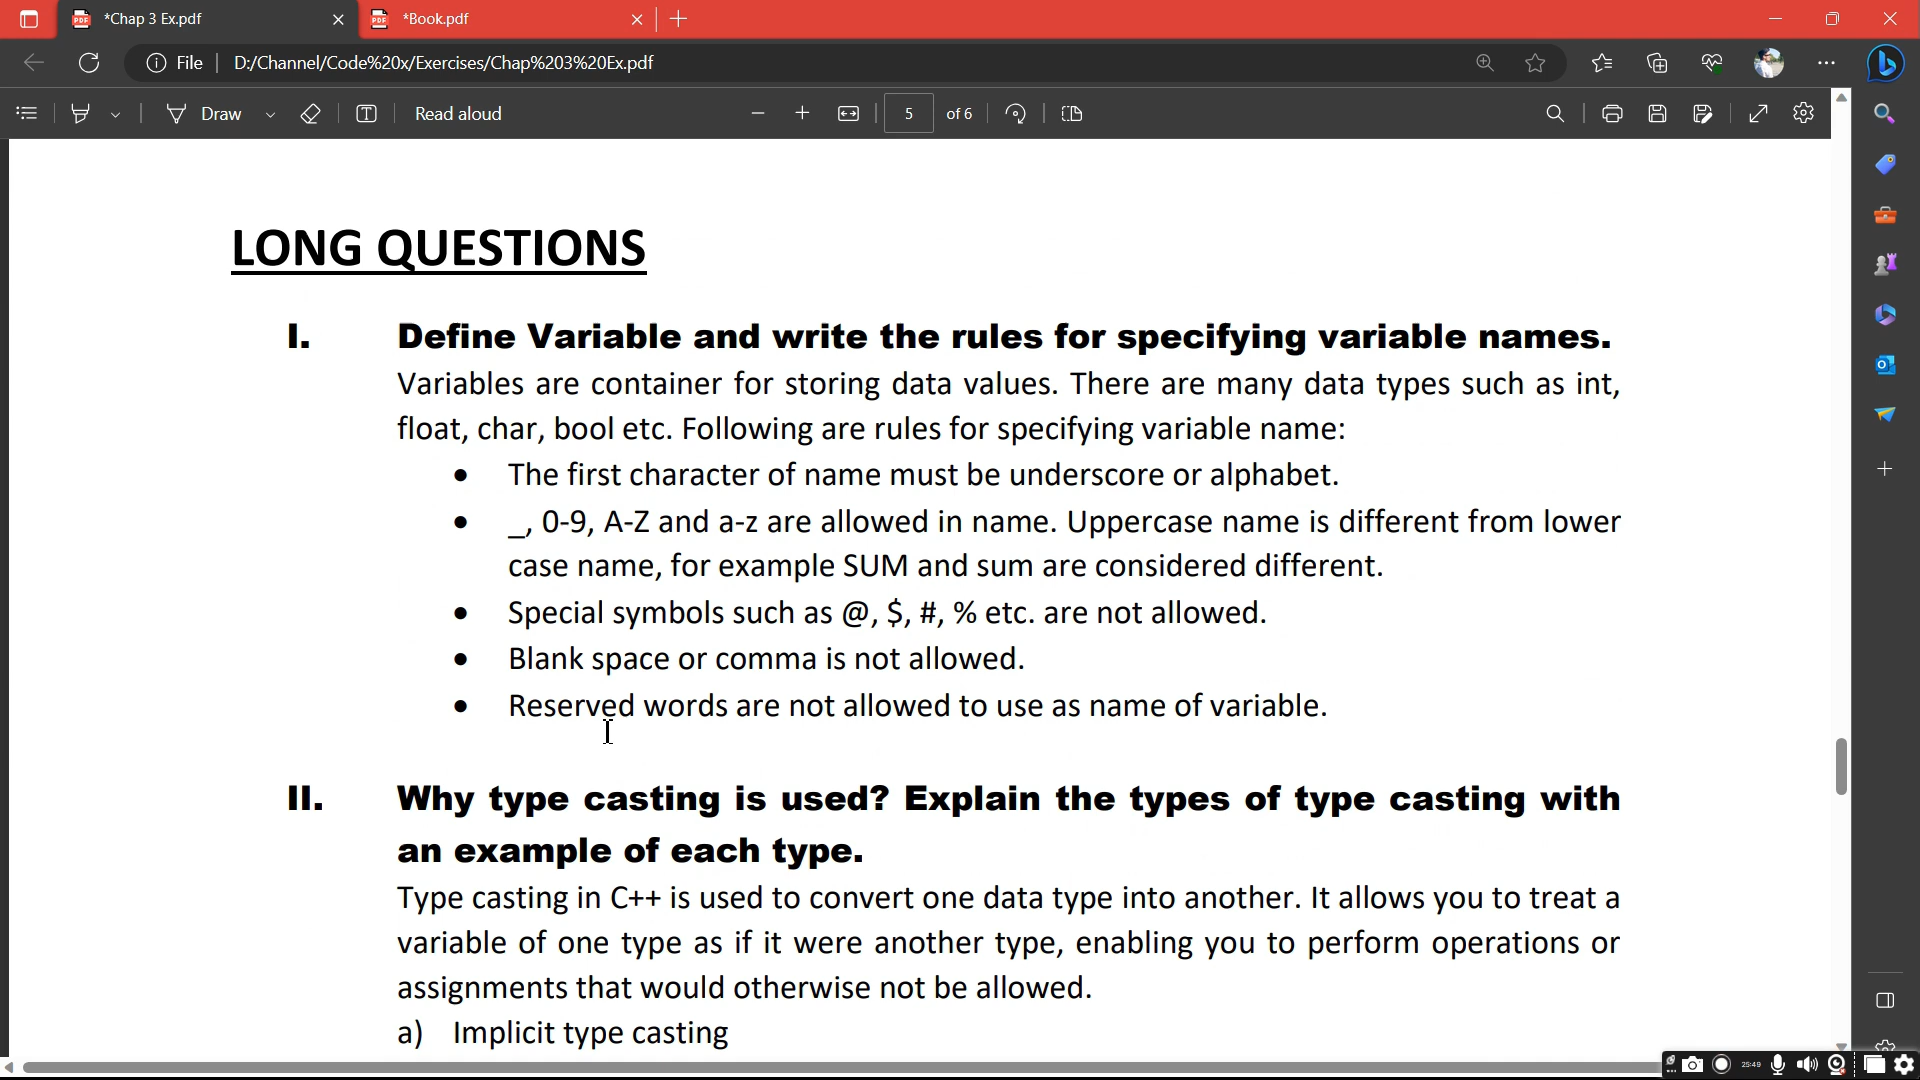 *Chap 3 Ex.pdf
*Book.pdf
File
D:/Channel/Code%20x/Exercises/Chap%203%20Ex.pdf
Draw
Read aloud
5
of 6
LONG QUESTIONS
I. Define Variable and write the rules for specifying variable names.
Variables are container for storing data values. There are many data types such as int,
float, char, bool etc. Following are rules for specifying variable name:
• The first character of name must be underscore or alphabet.
• _, 0-9, A-Z and a-z are allowed in name. Uppercase name is different from lower
case name, for example SUM and sum are considered different.
• Special symbols such as @, $, #, % etc. are not allowed.
• Blank space or comma is not allowed.
• Reserved words are not allowed to use as name of variable.
II. Why type casting is used? Explain the types of type casting with
an example of each type.
Type casting in C++ is used to convert one data type into another. It allows you to treat a
variable of one type as if it were another type, enabling you to perform operations or
assignments that would otherwise not be allowed.
a) Implicit type casting
25:49